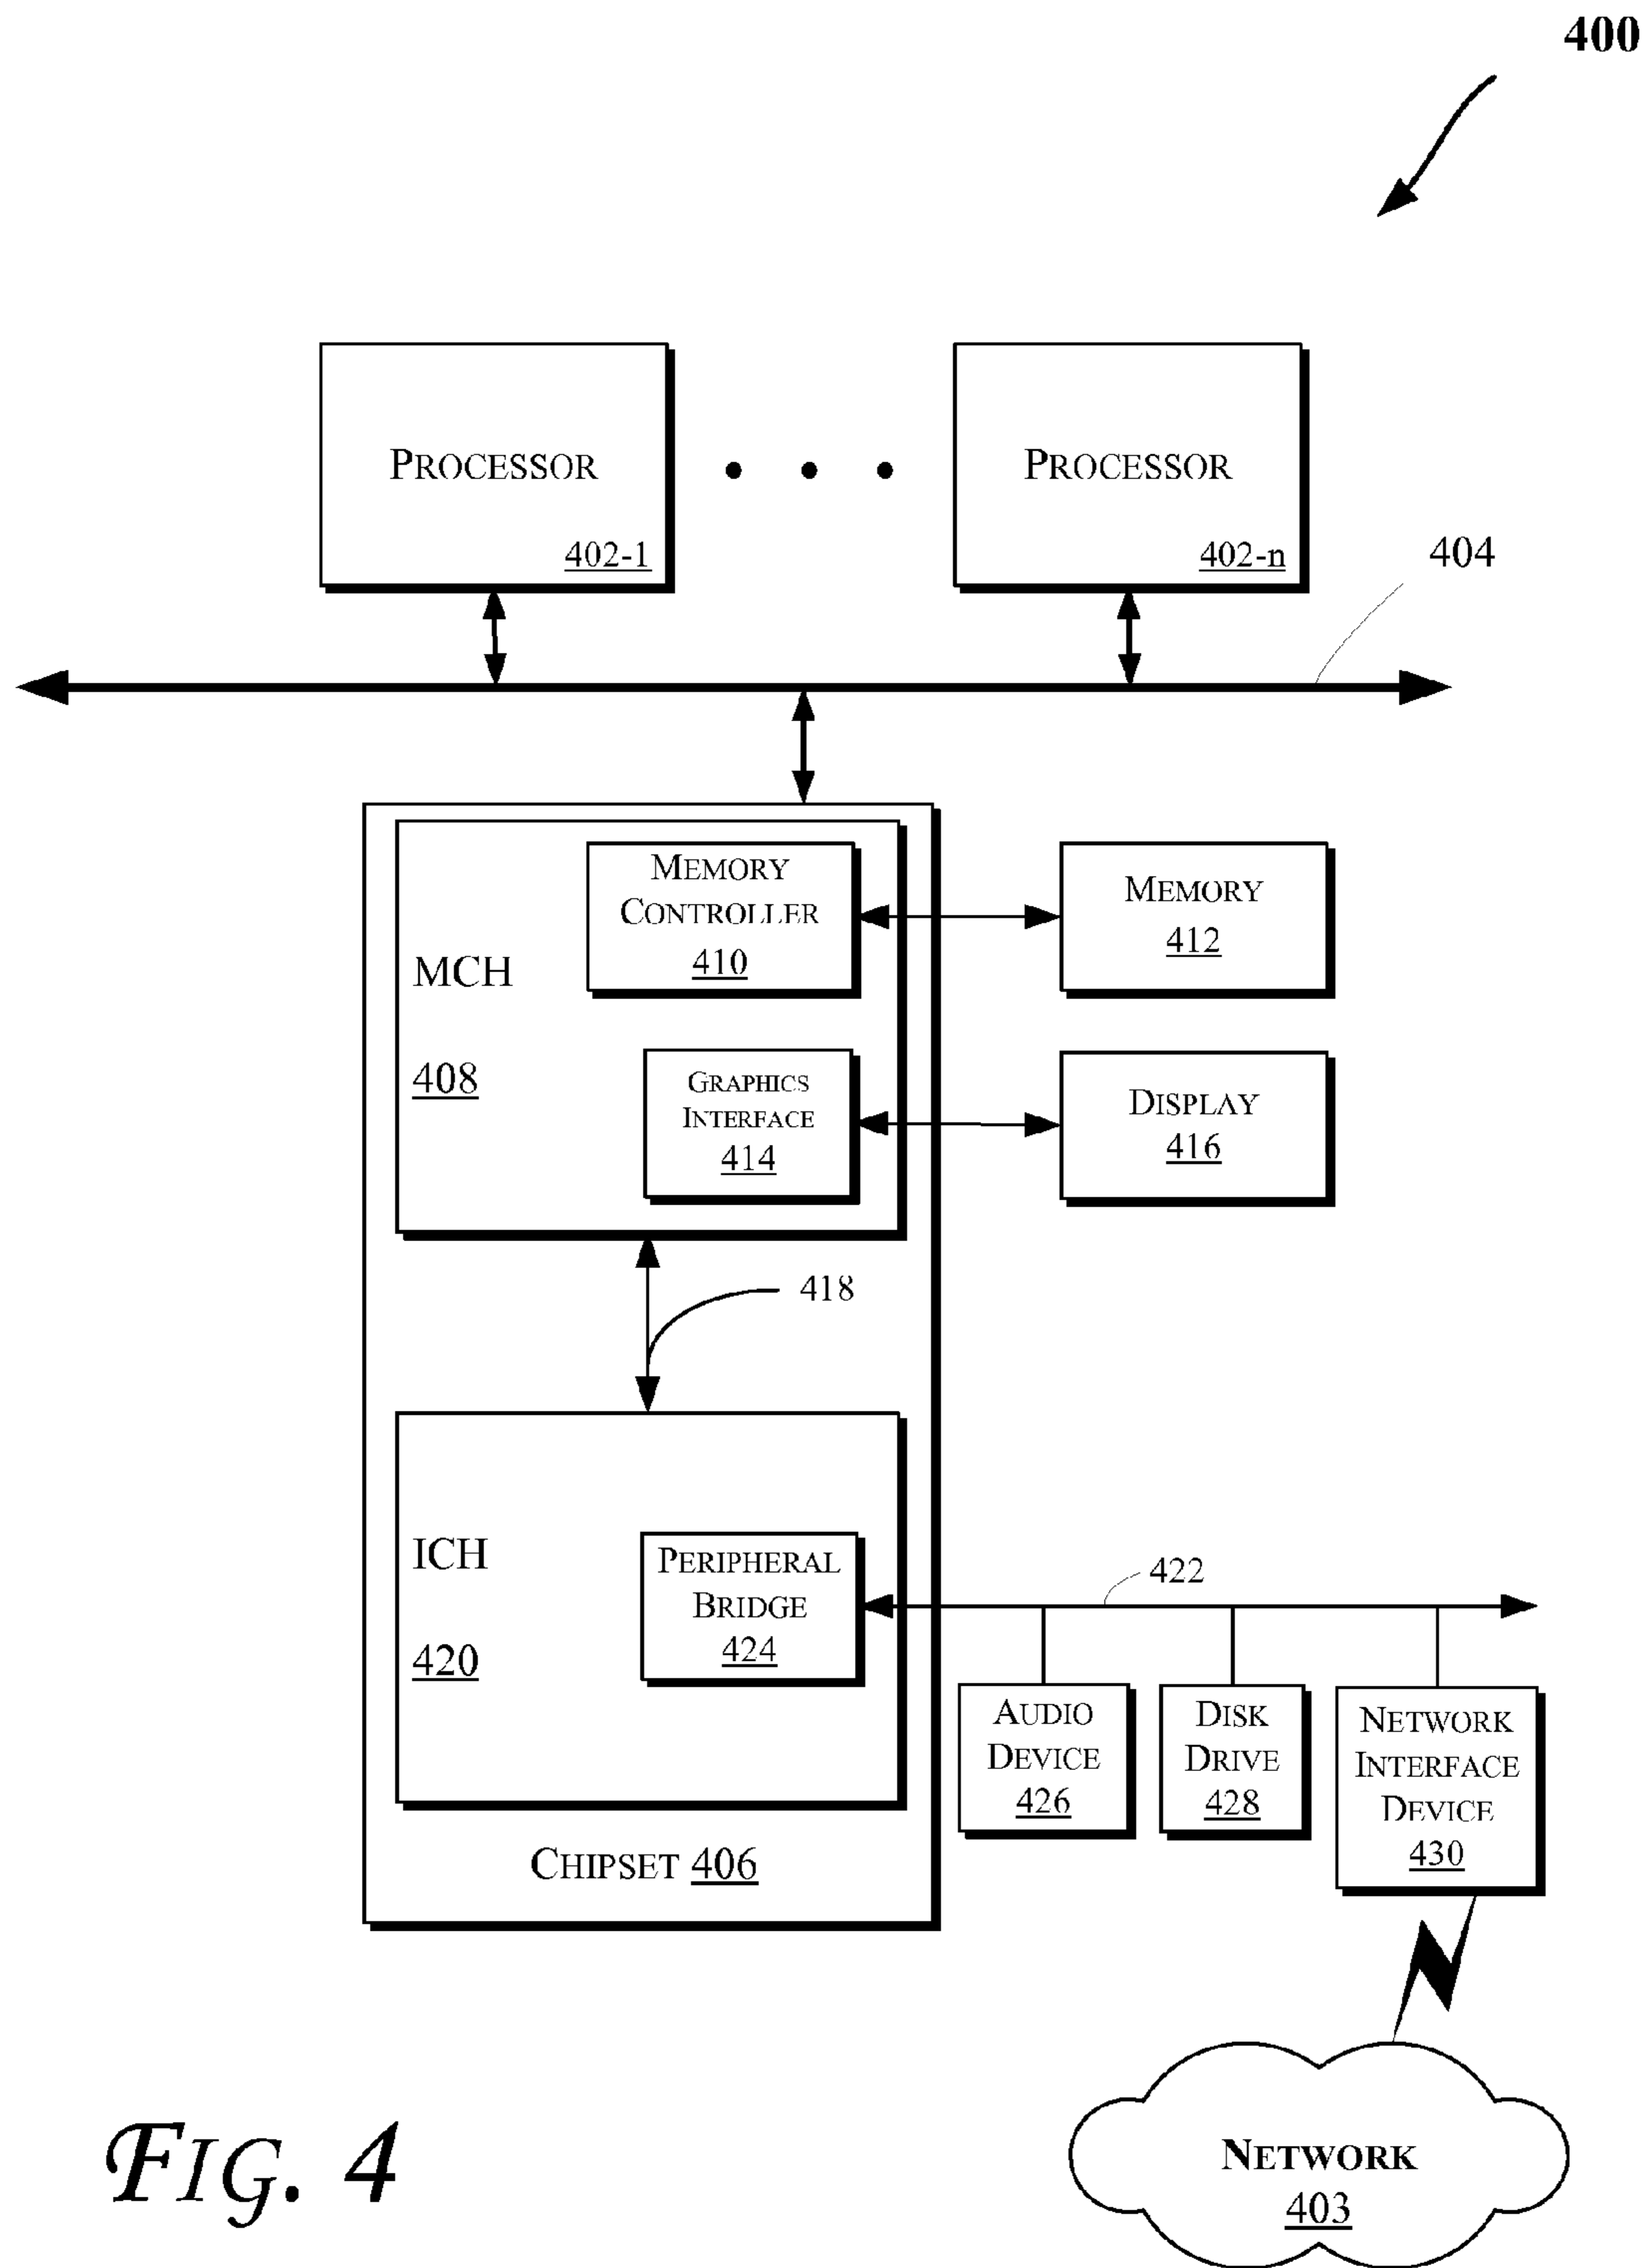 400
PROCESSOR
402-1
PROCESSOR
402-n
404
MEMORY
CONTROLLER
410
MEMORY
412
MCH
408
GRAPHICS
INTERFACE
414
DISPLAY
416
418
ICH
420
PERIPHERAL
BRIDGE
424
422
AUDIO
DEVICE
426
DISK
DRIVE
428
NETWORK
INTERFACE
DEVICE
430
CHIPSET 406
NETWORK
403
FIG. 4